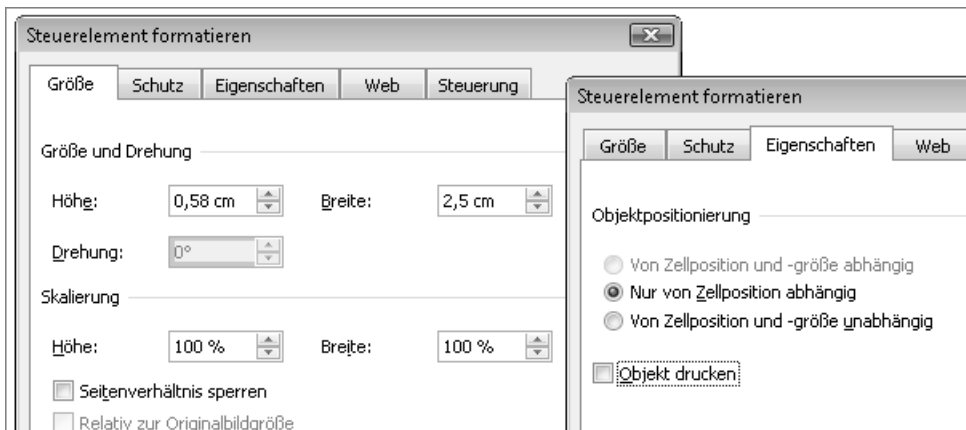 Steuerelement formatieren
Größe Schutz Eigenschaften Web Steuerung
Größe und Drehung
Höhe: 0,58 cm Breite: 2,5 cm
Drehung: 0°
Skalierung
Höhe: 100 % Breite: 100 %
Seitenverhältnis sperren
Relativ zur Originalbildgröße
Steuerelement formatieren
Größe Schutz Eigenschaften Web
Objektpositionierung
Von Zellposition und -größe abhängig
Nur von Zellposition abhängig
Von Zellposition und -größe unabhängig
Objekt drucken